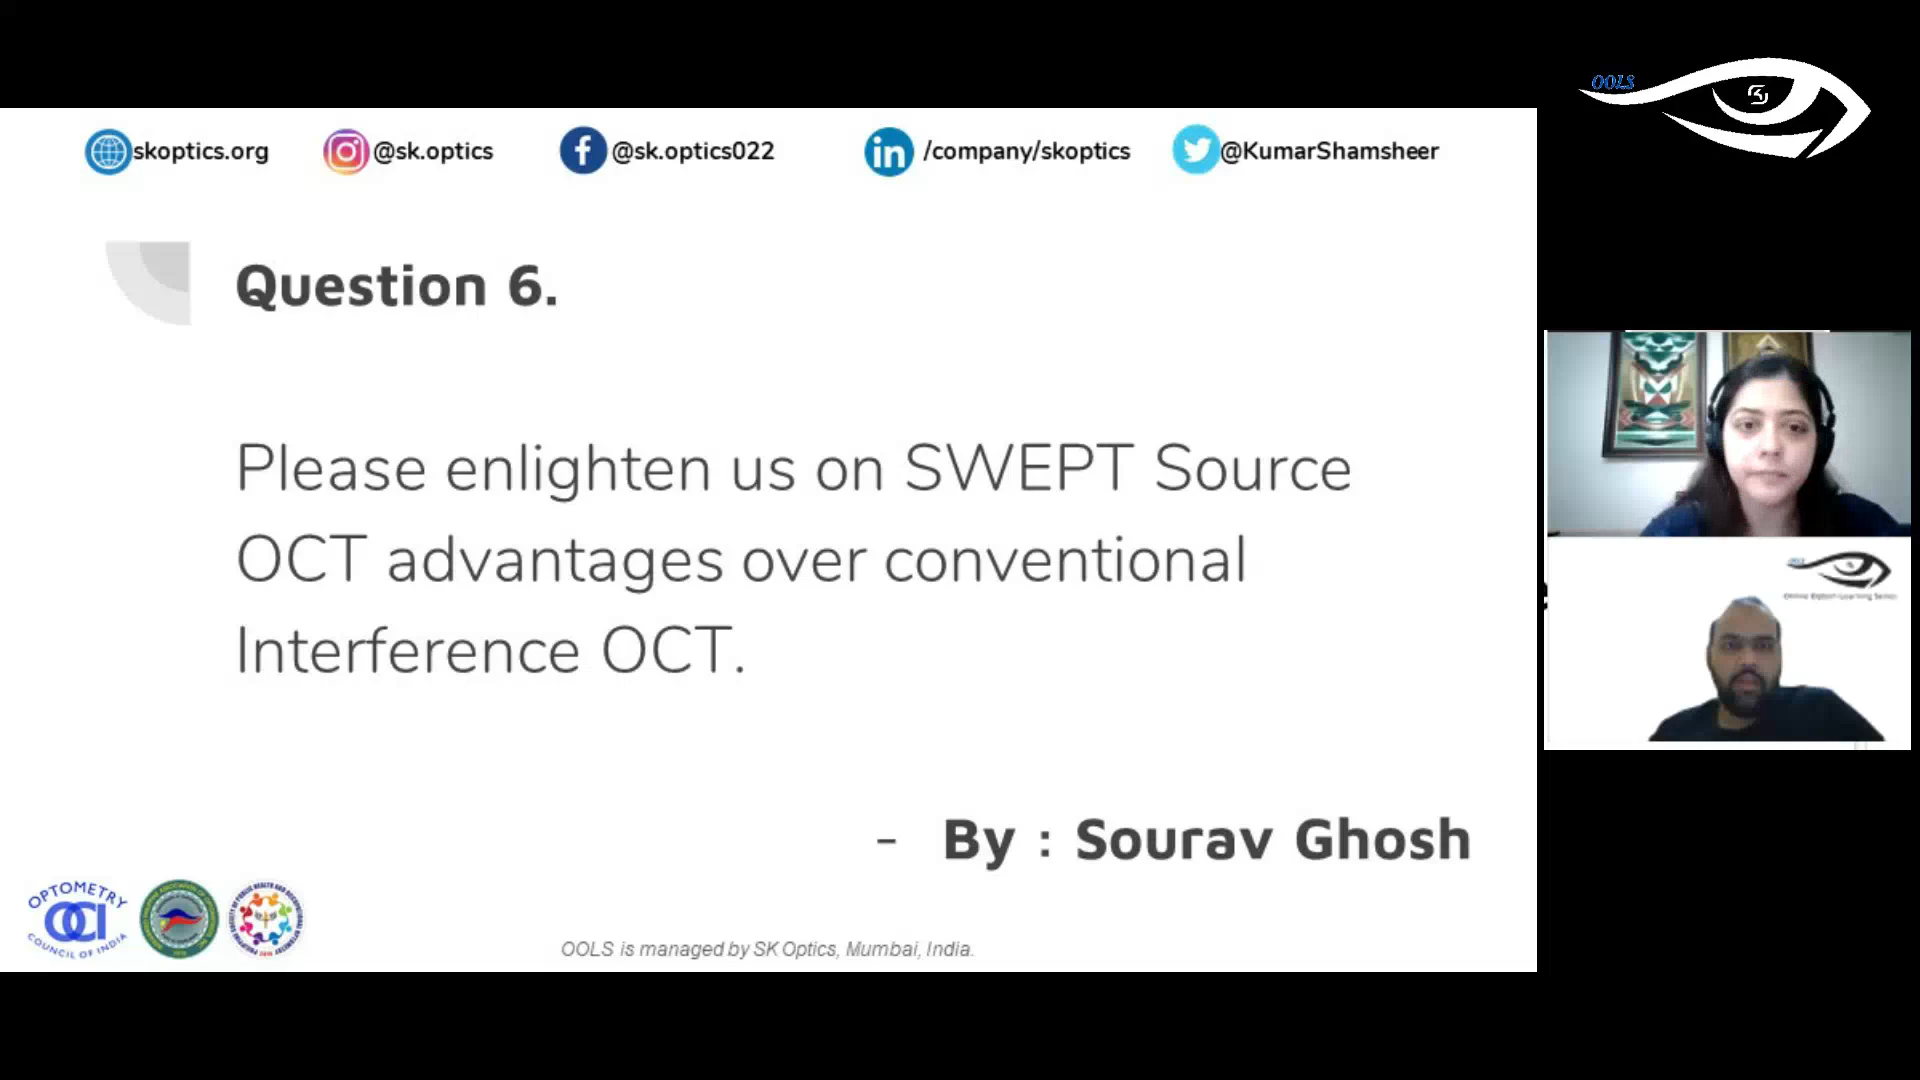 OOLS
skoptics.org @sk.optics @sk.optics022 /company/skoptics @KumarShamsheer
Question 6.
Please enlighten us on SWEPT Source
OCT advantages over conventional
Interference OCT.
- By : Sourav Ghosh
OPTOMETRY
OCI
COUNCIL OF INDIA
OOLS is managed by SK Optics, Mumbai, India.